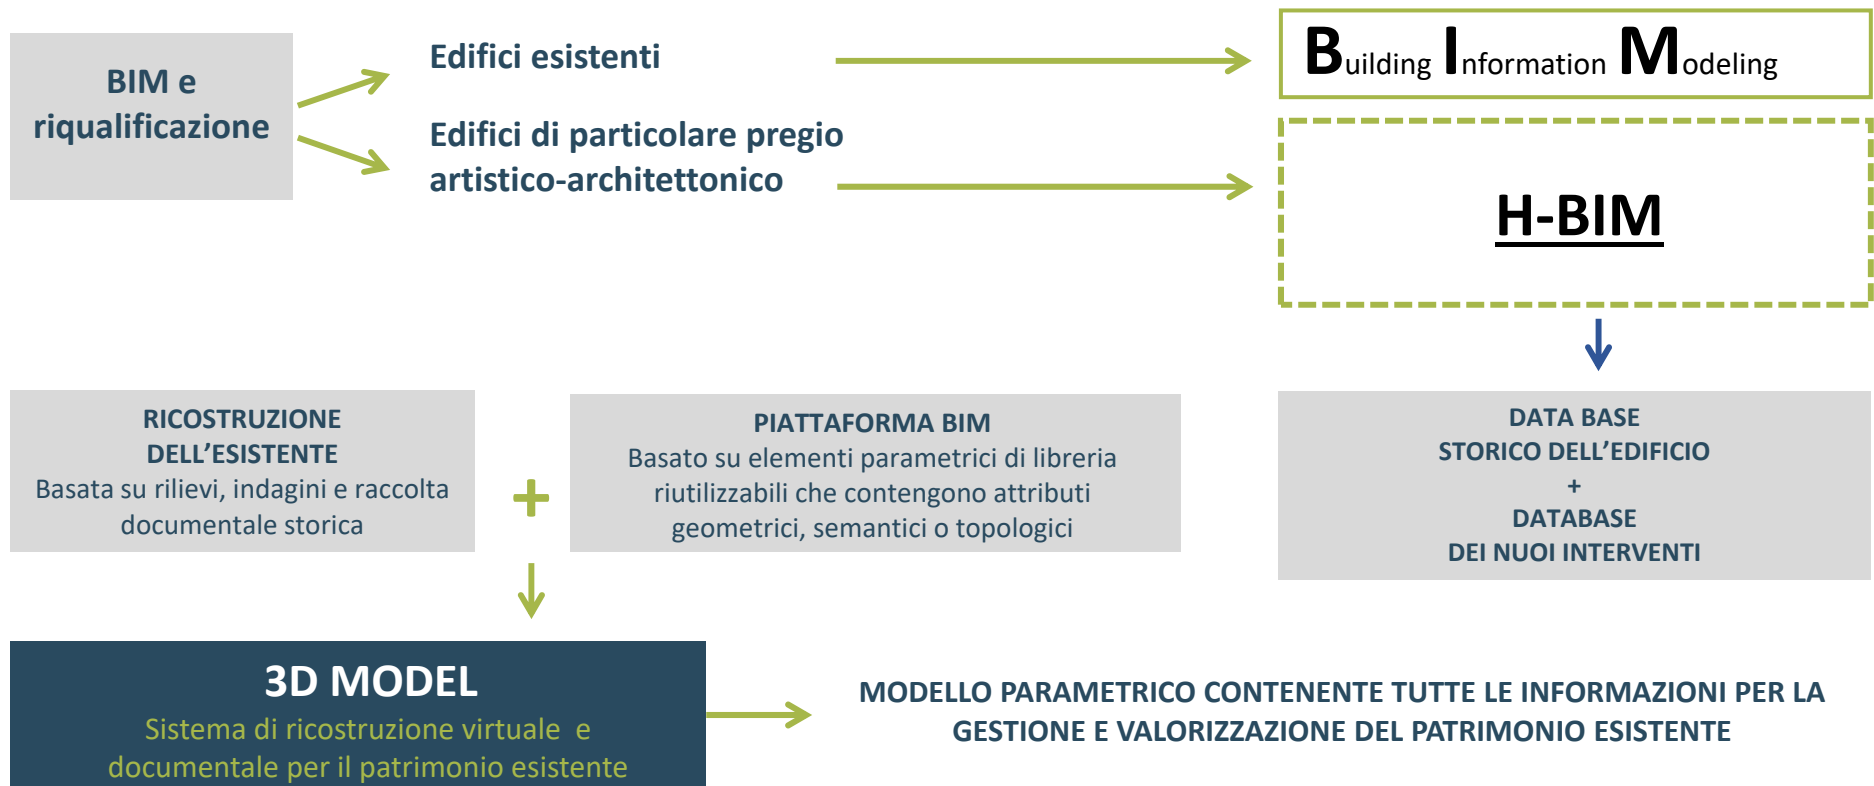 BIM e
riqualificazione
Edifici esistenti
Edifici di particolare pregio
artistico-architettonico
Building Information Modeling
H-BIM
RICOSTRUZIONE
DELL’ESISTENTE
Basata su rilievi, indagini e raccolta
documentale storica
+
PIATTAFORMA BIM
Basato su elementi parametrici di libreria
riutilizzabili che contengono attributi
geometrici, semantici o topologici
DATA BASE
STORICO DELL’EDIFICIO
+
DATABASE
DEI NUOI INTERVENTI
3D MODEL
Sistema di ricostruzione virtuale e
documentale per il patrimonio esistente
MODELLO PARAMETRICO CONTENENTE TUTTE LE INFORMAZIONI PER LA
GESTIONE E VALORIZZAZIONE DEL PATRIMONIO ESISTENTE